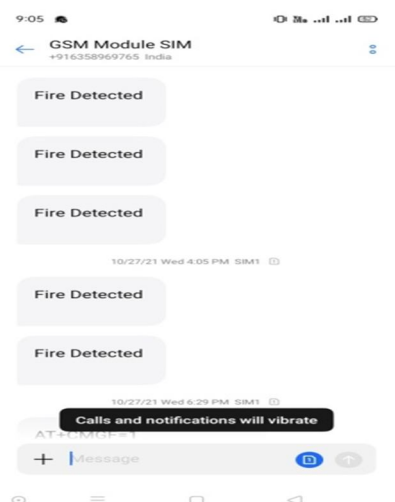 9:05
GSM Module SIM
+916358969765 India
Fire Detected
Fire Detected
Fire Detected
10/27/21 Wed 4:05 PM SIM1
Fire Detected
Fire Detected
10/27/21 Wed 6:29 PM SIM1
Calls and notifications will vibrate
AT+CMGF=1
Message